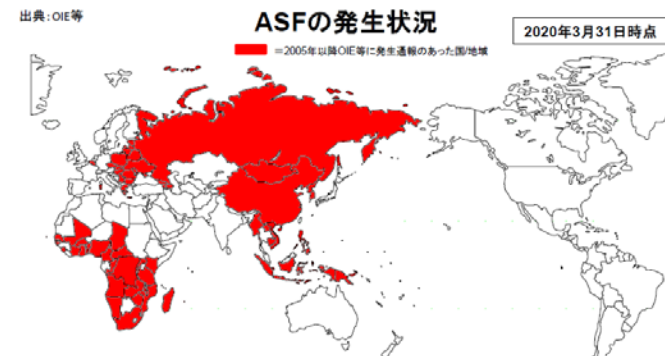 出典:OIE等
ASFの発生状況
2020年3月31日時点
=2005年以降OIE等に発生通報のあった国/地域